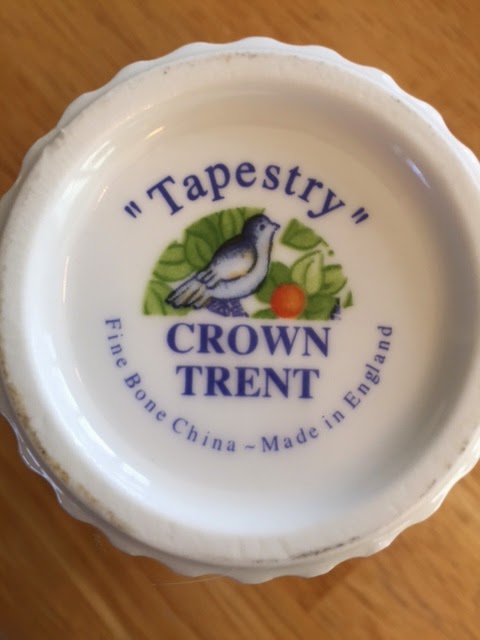 "Tapestry"
CROWN
TRENT
Fine Bone China ~ Made in England